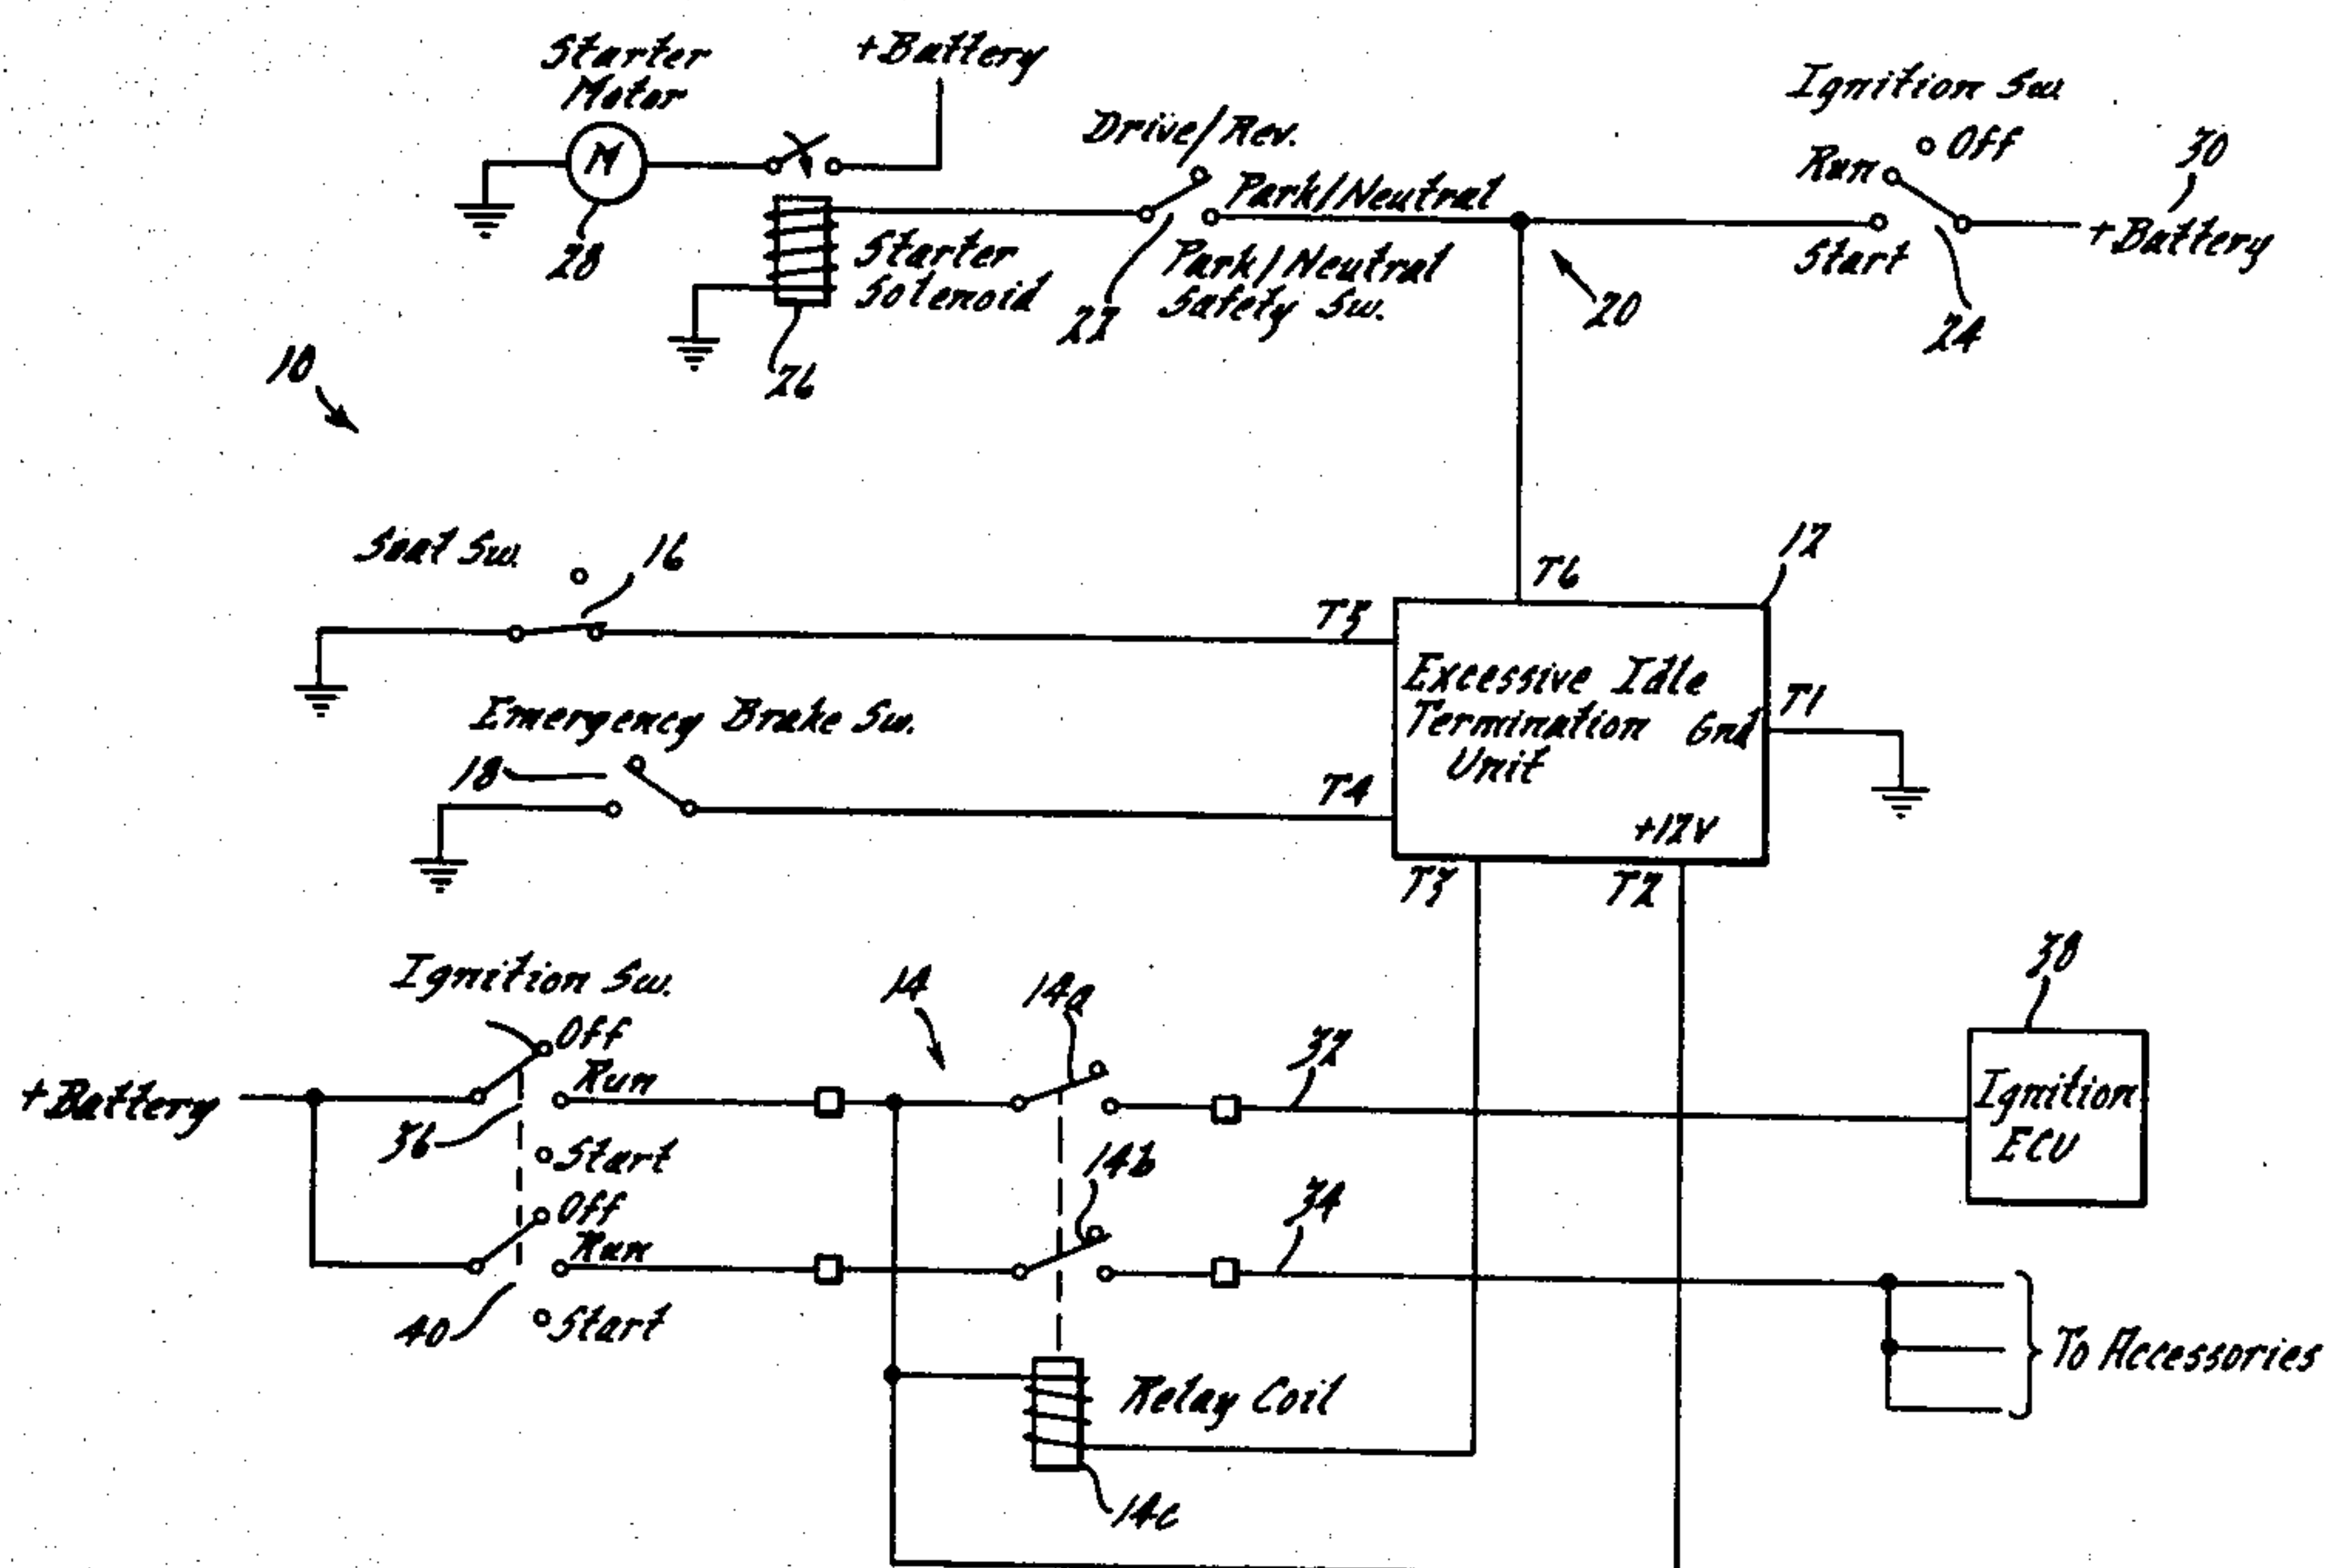 Starter
Motor
M
28
+Battery
Drive/Rev.
Park/Neutral
Park/Neutral
Safety Sw.
22
Starter
Solenoid
26
20
Ignition Sw.
Off
Run
Start
24
30
+Battery
10
Seat Sw.
16
T5
T6
12
Excessive Idle
Termination
Unit
Gnd
T1
+12V
Emergency Brake Sw.
18
T4
T3
T2
Ignition Sw.
Off
Run
+Battery
36
Start
Off
Run
40
Start
14
14a
32
38
Ignition
ECU
14b
34
To Accessories
Relay Coil
14c